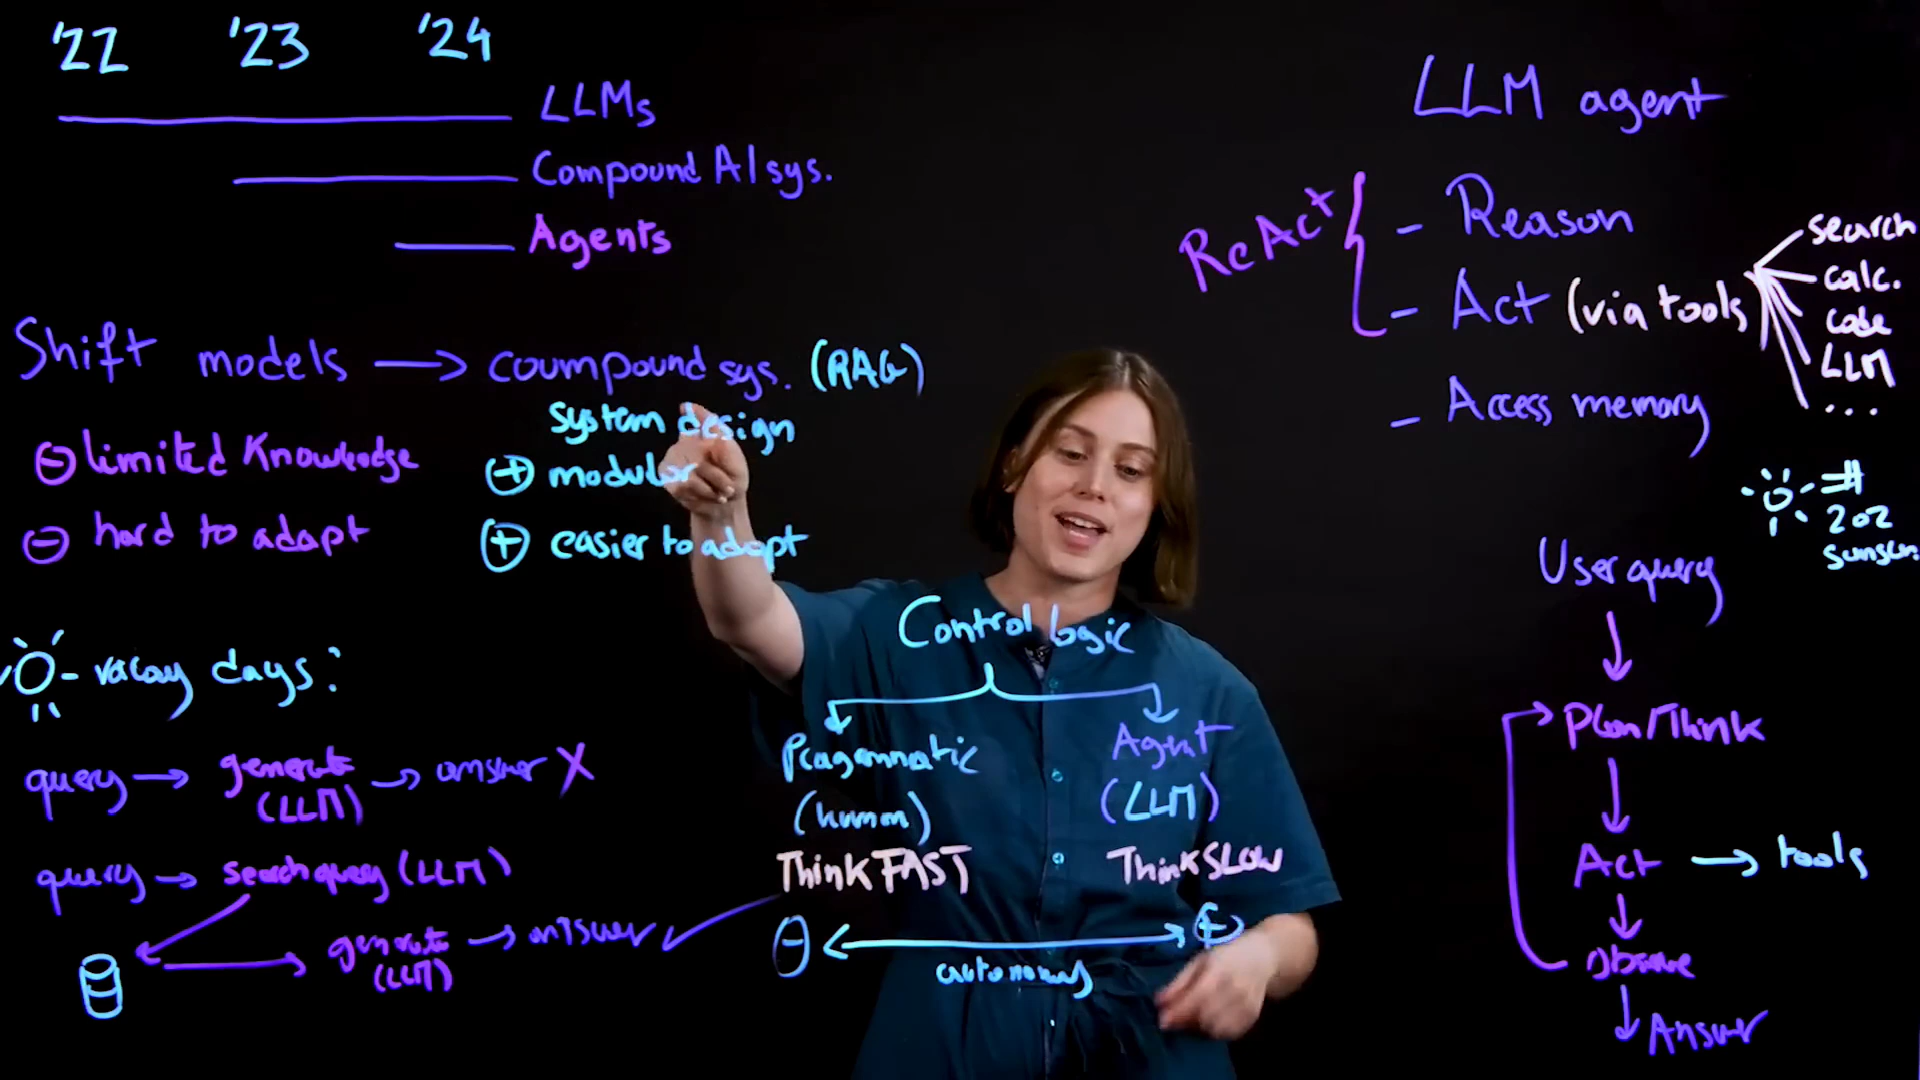 '22 '23 '24
LLMs
Compound AI sys.
Agents
Shift models → coumpound sys. (RAG)
system design
⊖ limited Knowledge
⊕ modular
⊖ hard to adapt
⊕ easier to adapt
vacay days?
query → generate → answer X
(LLM)
query → search query (LLM)
generate → answer
(LLM)
Control logic
Agent
(human)
(LLM)
Think FAST
Think SLOW
⊖ ⊕
autonomy
LLM agent
ReAct
- Reason
- Act (via tools
- Access memory
search
calc.
code
LLM
...
#
2oz
sunscr.
User query
Plan/Think
Act → tools
observe
Answer